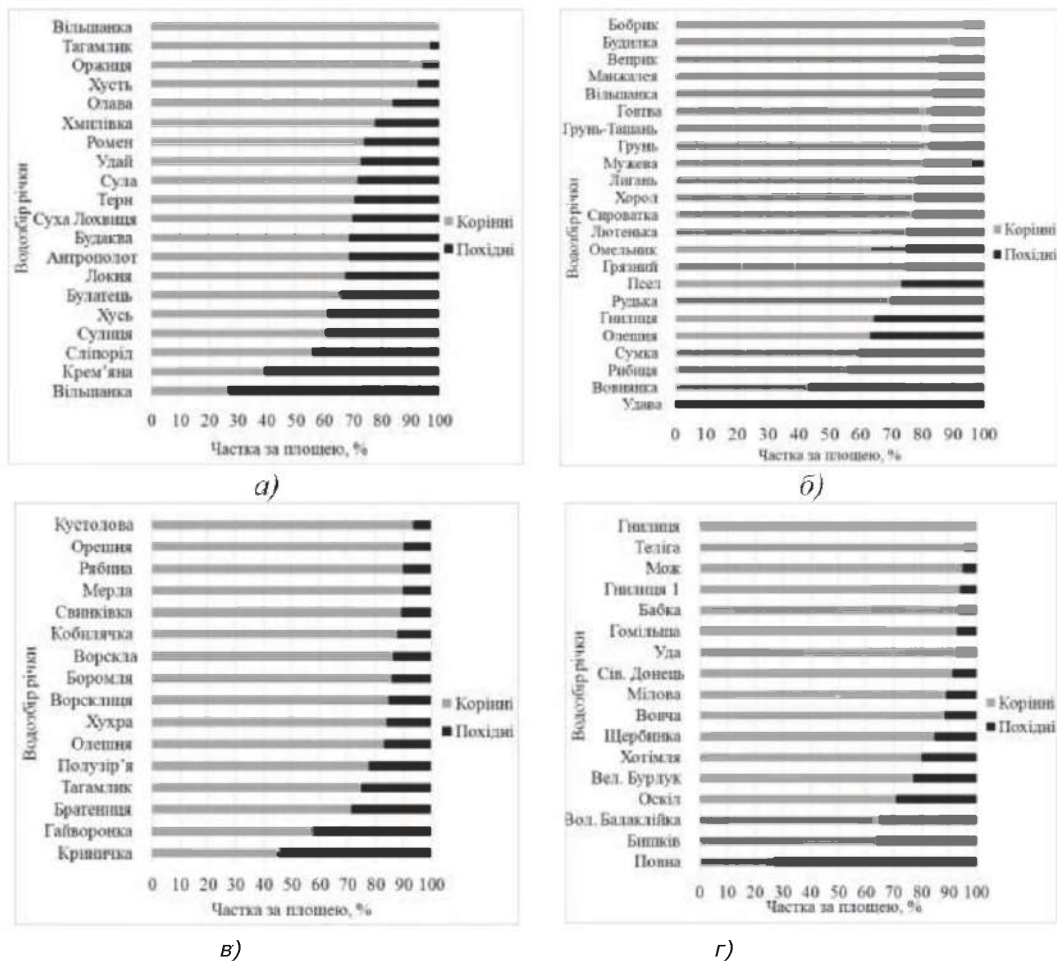 Вільшанка
Тагамлик
Оржиця
Хусть
Олава
Хмилівка
Ромен
Удай
Сула
Терн
Суха Лохвиця
Будаква
Антрополот
Локня
Булатець
Хусь
Сулиця
Сліпорід
Крем’яна
Вільшанка
Водозбір річки
0 10 20 30 40 50 60 70 80 90 100
Частка за площею, %
Корінні
Похідні
а)
Бобрик
Будилка
Веприк
Манжалея
Вільшанка
Говтва
Грунь-Ташань
Грунь
Мужева
Лигань
Хорол
Сироватка
Лютенька
Омельник
Грязний
Псел
Рудька
Гнилиця
Олешня
Сумка
Рибиця
Вовнянка
Удава
Водозбір річки
0 10 20 30 40 50 60 70 80 90 100
Частка за площею, %
Корінні
Похідні
б)
Кустолова
Орешня
Рябина
Мерла
Свинківка
Кобилячка
Ворскла
Боромля
Ворсклиця
Хухра
Олешня
Полузір’я
Тагамлик
Братениця
Гайворонка
Криничка
Водозбір річки
0 10 20 30 40 50 60 70 80 90 100
Частка за площею, %
Корінні
Похідні
в)
Гнилиця
Теліга
Мож
Гнилиця 1
Бабка
Гомільша
Уда
Сів. Донець
Мілова
Вовча
Щербинка
Хотімля
Вел. Бурлук
Оскіл
Вол. Балаклійка
Бишків
Повна
Водозбір річки
0 10 20 30 40 50 60 70 80 90 100
Частка за площею, %
Корінні
Похідні
г)